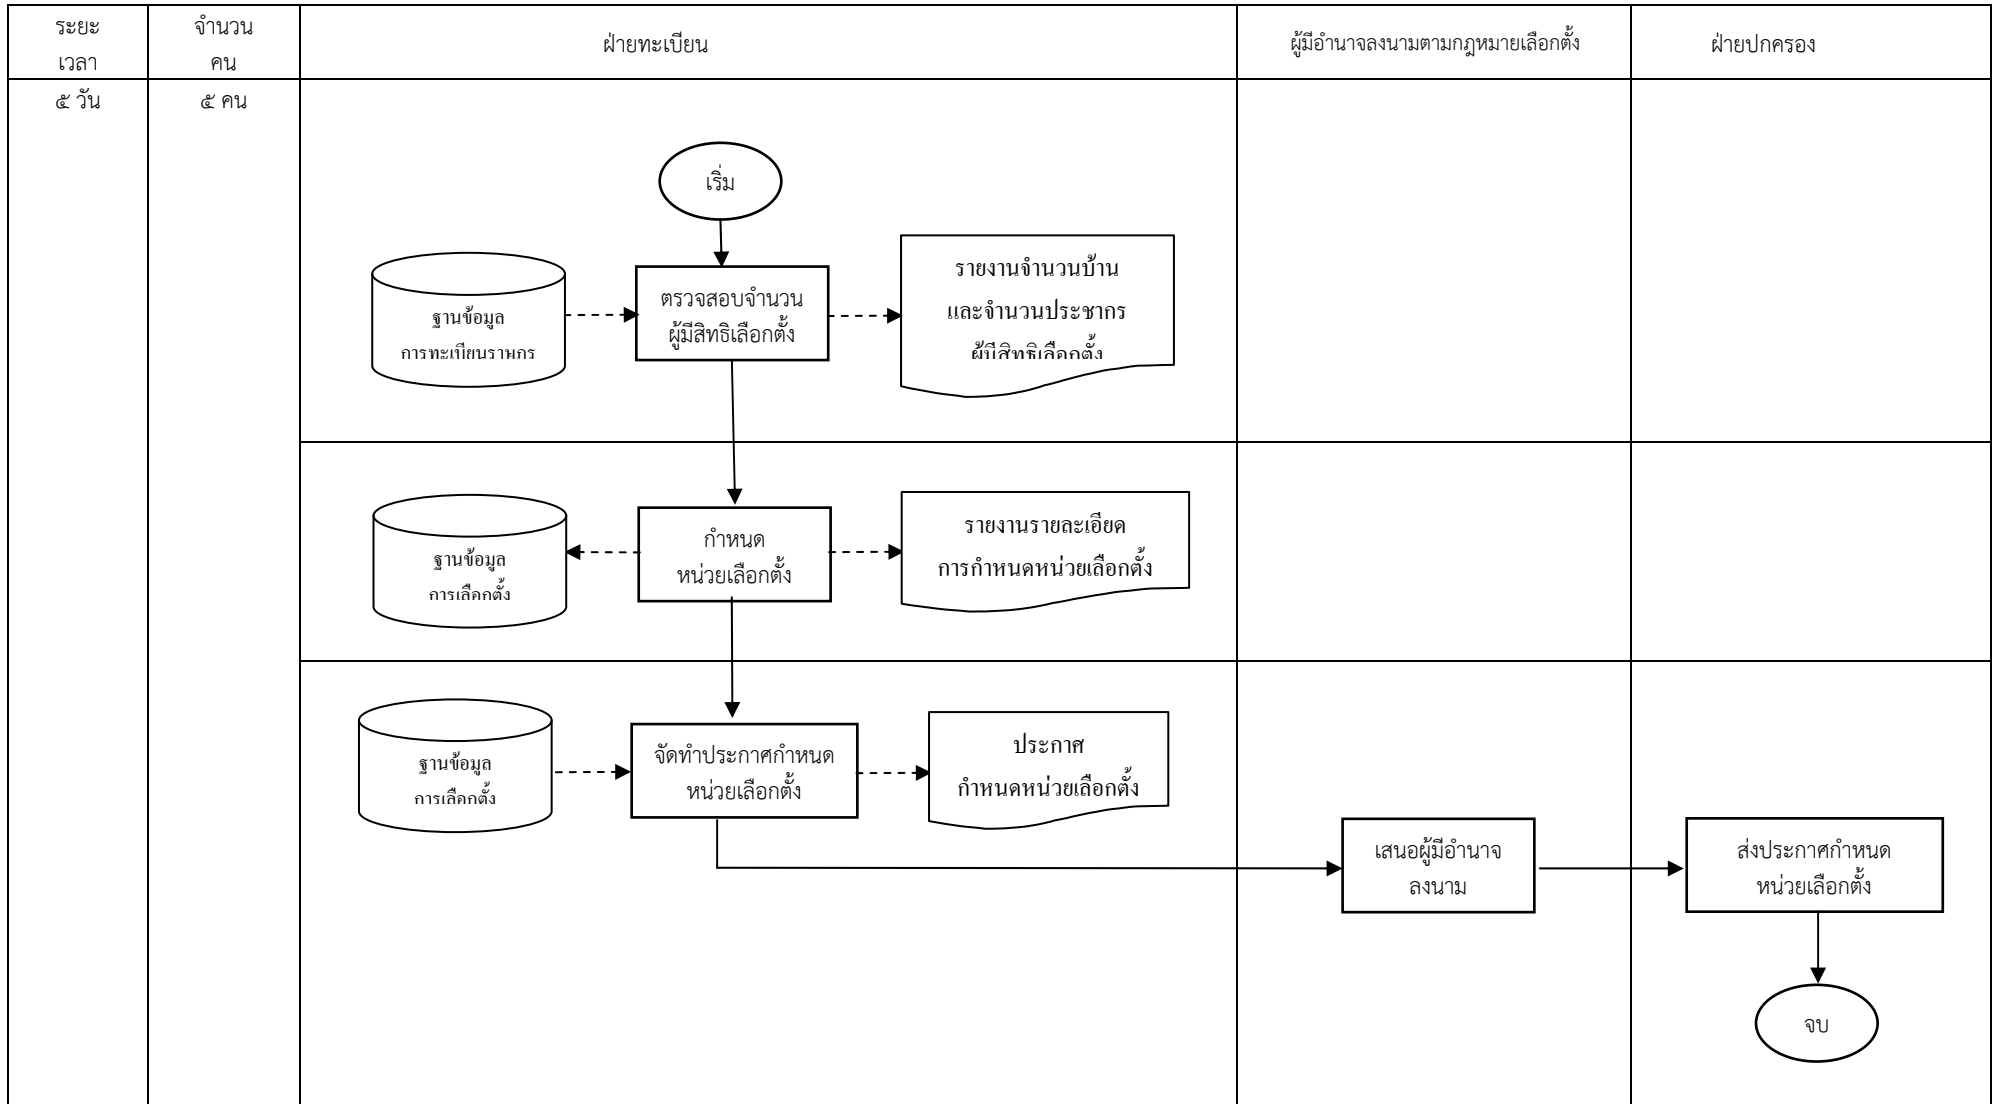 ระยะ
เวลา
จำนวน
คน
ฝ่ายทะเบียน
ผู้มีอำนาจลงนามตามกฎหมายเลือกตั้ง
ฝ่ายปกครอง
๕ วัน
๕ คน
เริ่ม
ฐานข้อมูล
การทะเบียนราษฎร
ตรวจสอบจำนวน
ผู้มีสิทธิเลือกตั้ง
รายงานจำนวนบ้าน
และจำนวนประชากร
ผู้มีสิทธิเลือกตั้ง
ฐานข้อมูล
การเลือกตั้ง
กำหนด
หน่วยเลือกตั้ง
รายงานรายละเอียด
การกำหนดหน่วยเลือกตั้ง
ฐานข้อมูล
การเลือกตั้ง
จัดทำประกาศกำหนด
หน่วยเลือกตั้ง
ประกาศ
กำหนดหน่วยเลือกตั้ง
เสนอผู้มีอำนาจ
ลงนาม
ส่งประกาศกำหนด
หน่วยเลือกตั้ง
จบ